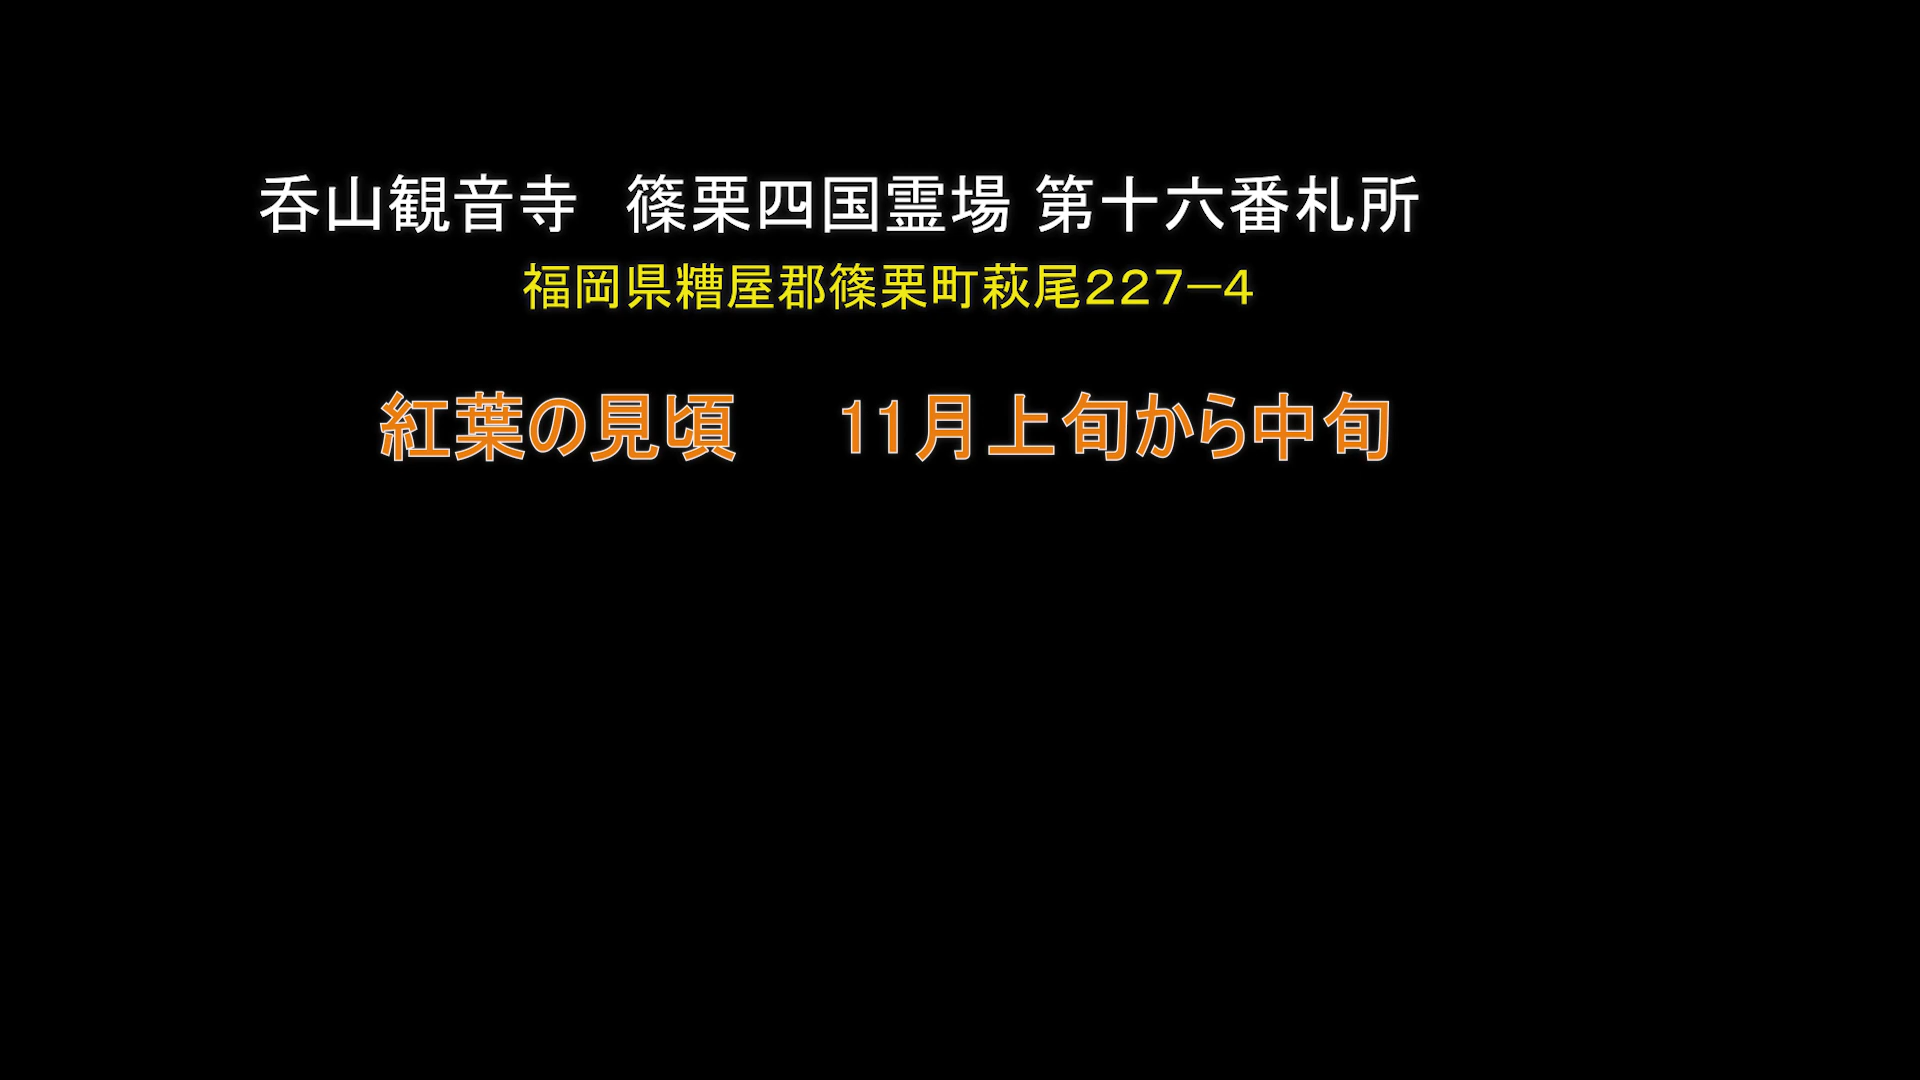 呑山観音寺　篠栗四国霊場 第十六番札所
福岡県糟屋郡篠栗町萩尾２２７－４
紅葉の見頃　　11月上旬から中旬